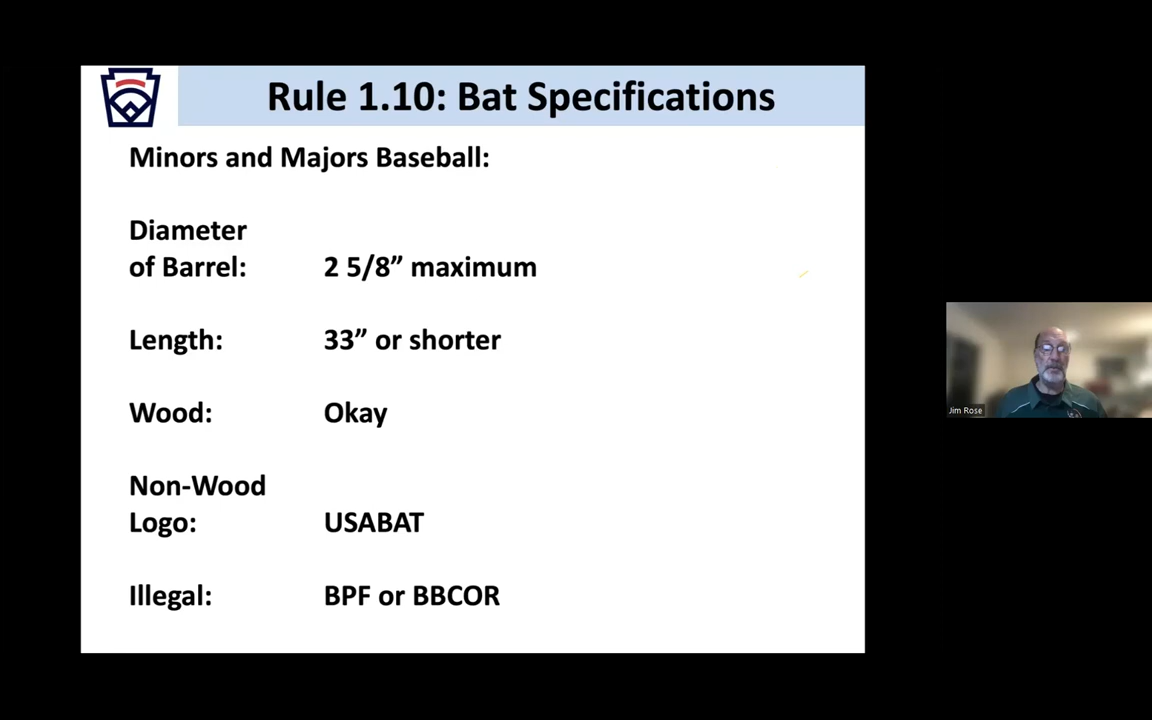 Rule 1.10: Bat Specifications
Minors and Majors Baseball:
Diameter
of Barrel: 2 5/8” maximum
Length: 33” or shorter
Wood: Okay
Non-Wood
Logo: USABAT
Illegal: BPF or BBCOR
Jim Rose